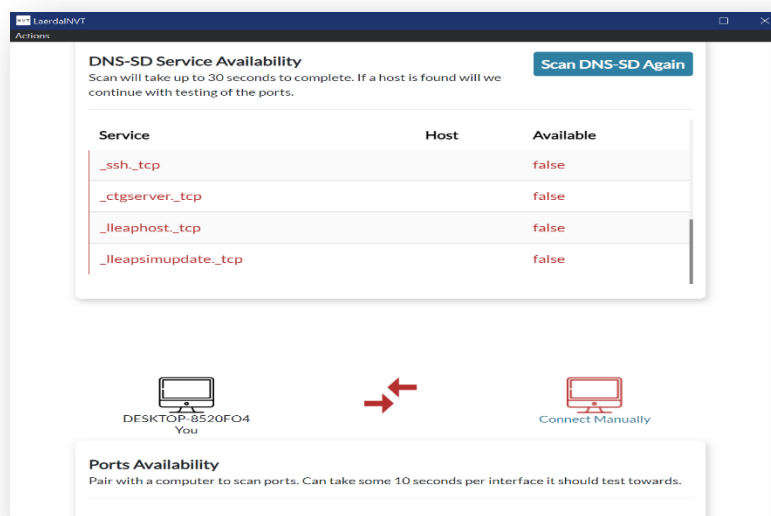 NVT LaerdalNVT
Actions
DNS-SD Service Availability
Scan will take up to 30 seconds to complete. If a host is found will we
continue with testing of the ports.
Scan DNS-SD Again
Service Host Available
_ssh._tcp false
_ctgserver._tcp false
_lleaphost._tcp false
_lleapsimupdate._tcp false
DESKTOP-8520FO4
You
Connect Manually
Ports Availability
Pair with a computer to scan ports. Can take some 10 seconds per interface it should test towards.